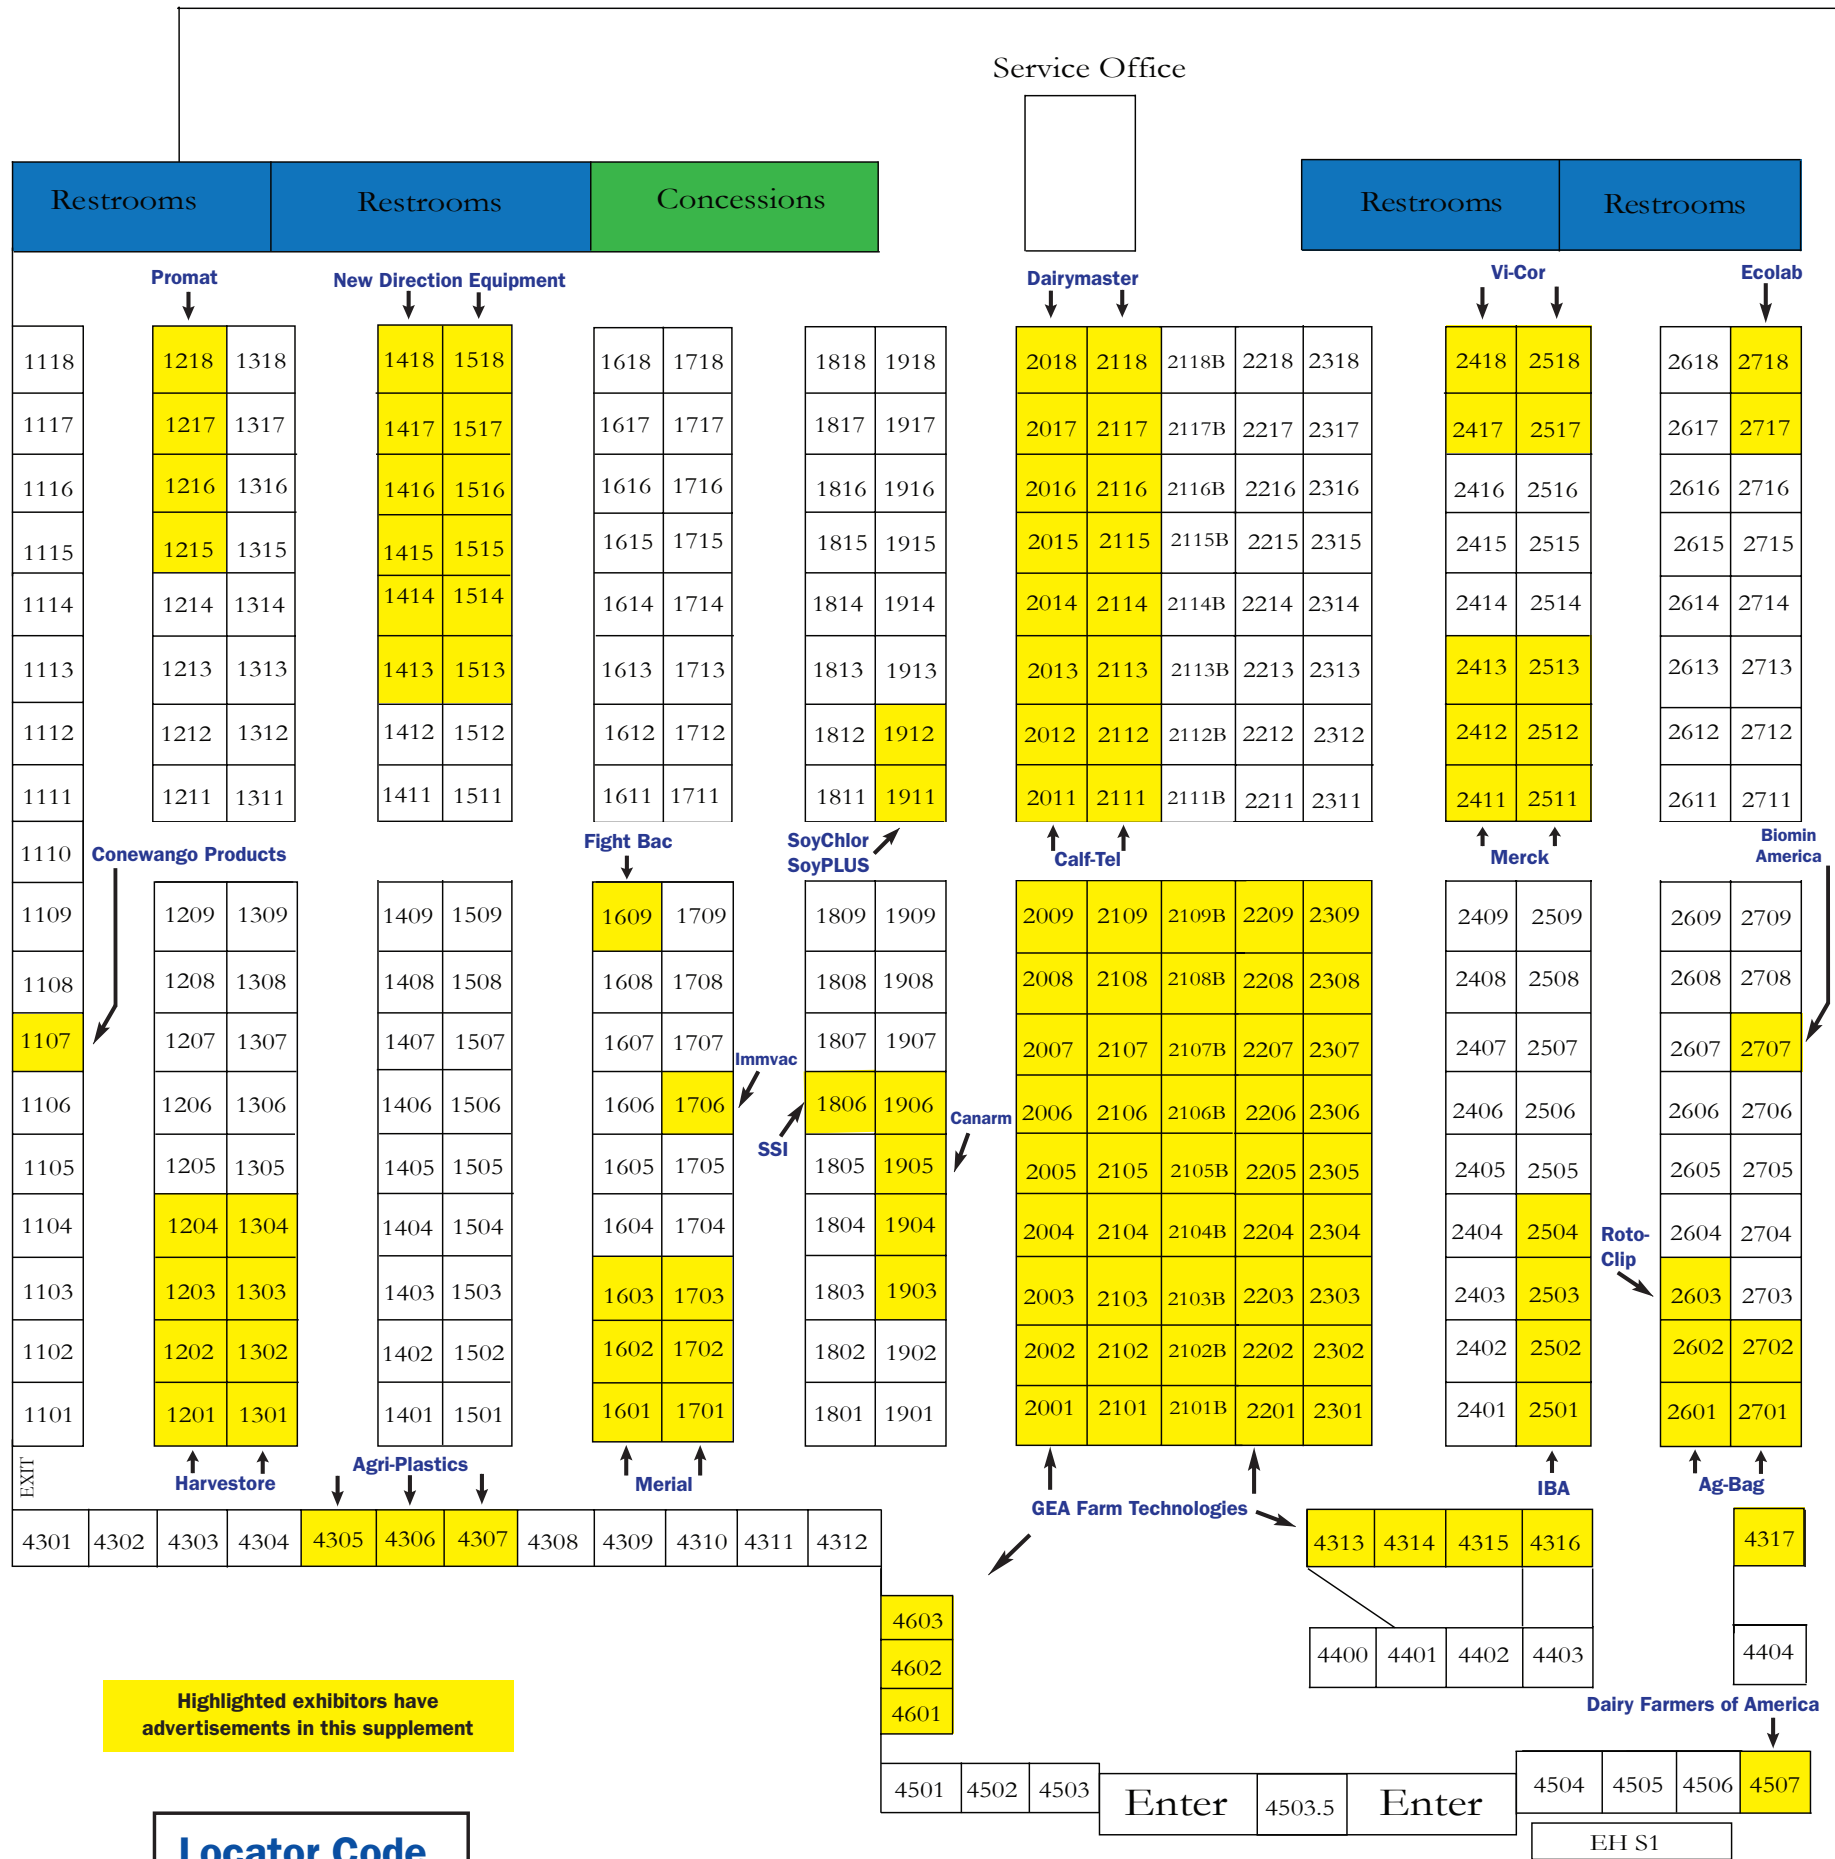 Service Office
Restrooms Restrooms Concessions Restrooms Restrooms
Promat New Direction Equipment Dairymaster Vi-Cor Ecolab
1118 1218 1318 1418 1518 1618 1718 1818 1918 2018 2118 2118B 2218 2318 2418 2518 2618 2718
1117 1217 1317 1417 1517 1617 1717 1817 1917 2017 2117 2117B 2217 2317 2417 2517 2617 2717
1116 1216 1316 1416 1516 1616 1716 1816 1916 2016 2116 2116B 2216 2316 2416 2516 2616 2716
1115 1215 1315 1415 1515 1615 1715 1815 1915 2015 2115 2115B 2215 2315 2415 2515 2615 2715
1114 1214 1314 1414 1514 1614 1714 1814 1914 2014 2114 2114B 2214 2314 2414 2514 2614 2714
1113 1213 1313 1413 1513 1613 1713 1813 1913 2013 2113 2113B 2213 2313 2413 2513 2613 2713
1112 1212 1312 1412 1512 1612 1712 1812 1912 2012 2112 2112B 2212 2312 2412 2512 2612 2712
1111 1211 1311 1411 1511 1611 1711 1811 1911 2011 2111 2111B 2211 2311 2411 2511 2611 2711
1110
Conewango Products
Fight Bac
SoyChlor
SoyPLUS
Calf-Tel
Merck
Biomin
America
1109 1209 1309 1409 1509 1609 1709 1809 1909 2009 2109 2109B 2209 2309 2409 2509 2609 2709
1108 1208 1308 1408 1508 1608 1708 1808 1908 2008 2108 2108B 2208 2308 2408 2508 2608 2708
1107 1207 1307 1407 1507 1607 1707 1807 1907 2007 2107 2107B 2207 2307 2407 2507 2607 2707
Immvac
1106 1206 1306 1406 1506 1606 1706 1806 1906 2006 2106 2106B 2206 2306 2406 2506 2606 2706
Canarm
SSI
1105 1205 1305 1405 1505 1605 1705 1805 1905 2005 2105 2105B 2205 2305 2405 2505 2605 2705
1104 1204 1304 1404 1504 1604 1704 1804 1904 2004 2104 2104B 2204 2304 2404 2504 2604 2704
Roto-
Clip
1103 1203 1303 1403 1503 1603 1703 1803 1903 2003 2103 2103B 2203 2303 2403 2503 2603 2703
1102 1202 1302 1402 1502 1602 1702 1802 1902 2002 2102 2102B 2202 2302 2402 2502 2602 2702
1101 1201 1301 1401 1501 1601 1701 1801 1901 2001 2101 2101B 2201 2301 2401 2501 2601 2701
EXIT
Harvestore Agri-Plastics Merial IBA Ag-Bag
GEA Farm Technologies
4301 4302 4303 4304 4305 4306 4307 4308 4309 4310 4311 4312 4313 4314 4315 4316 4317
4603
4602
4601
4400 4401 4402 4403 4404
Highlighted exhibitors have
advertisements in this supplement
Dairy Farmers of America
4501 4502 4503 Enter 4503.5 Enter 4504 4505 4506 4507
EH S1
Locator Code